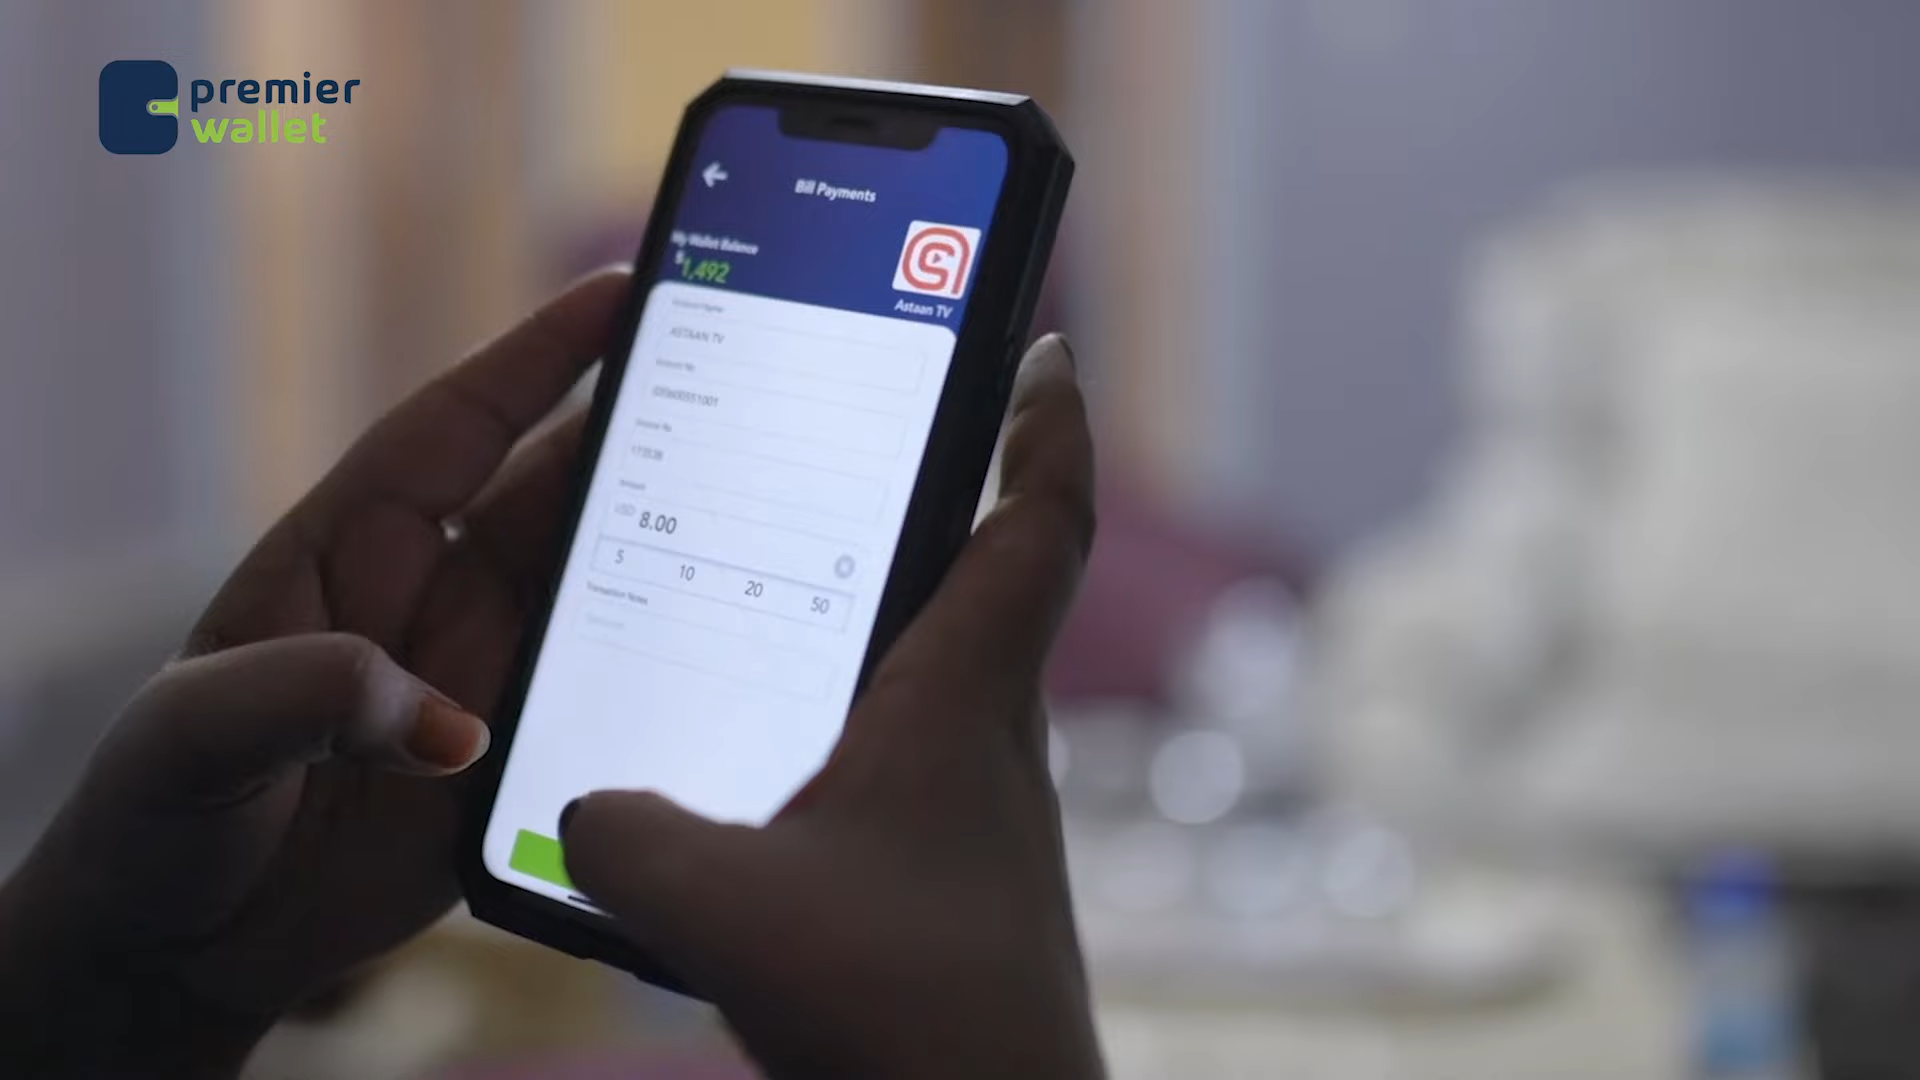 premier
wallet
Bill Payments
My Wallet Balance
$1,492
Astaan TV
ASTAAN TV
Amount
USD 8.00
5 10 20 50
Transaction Notes